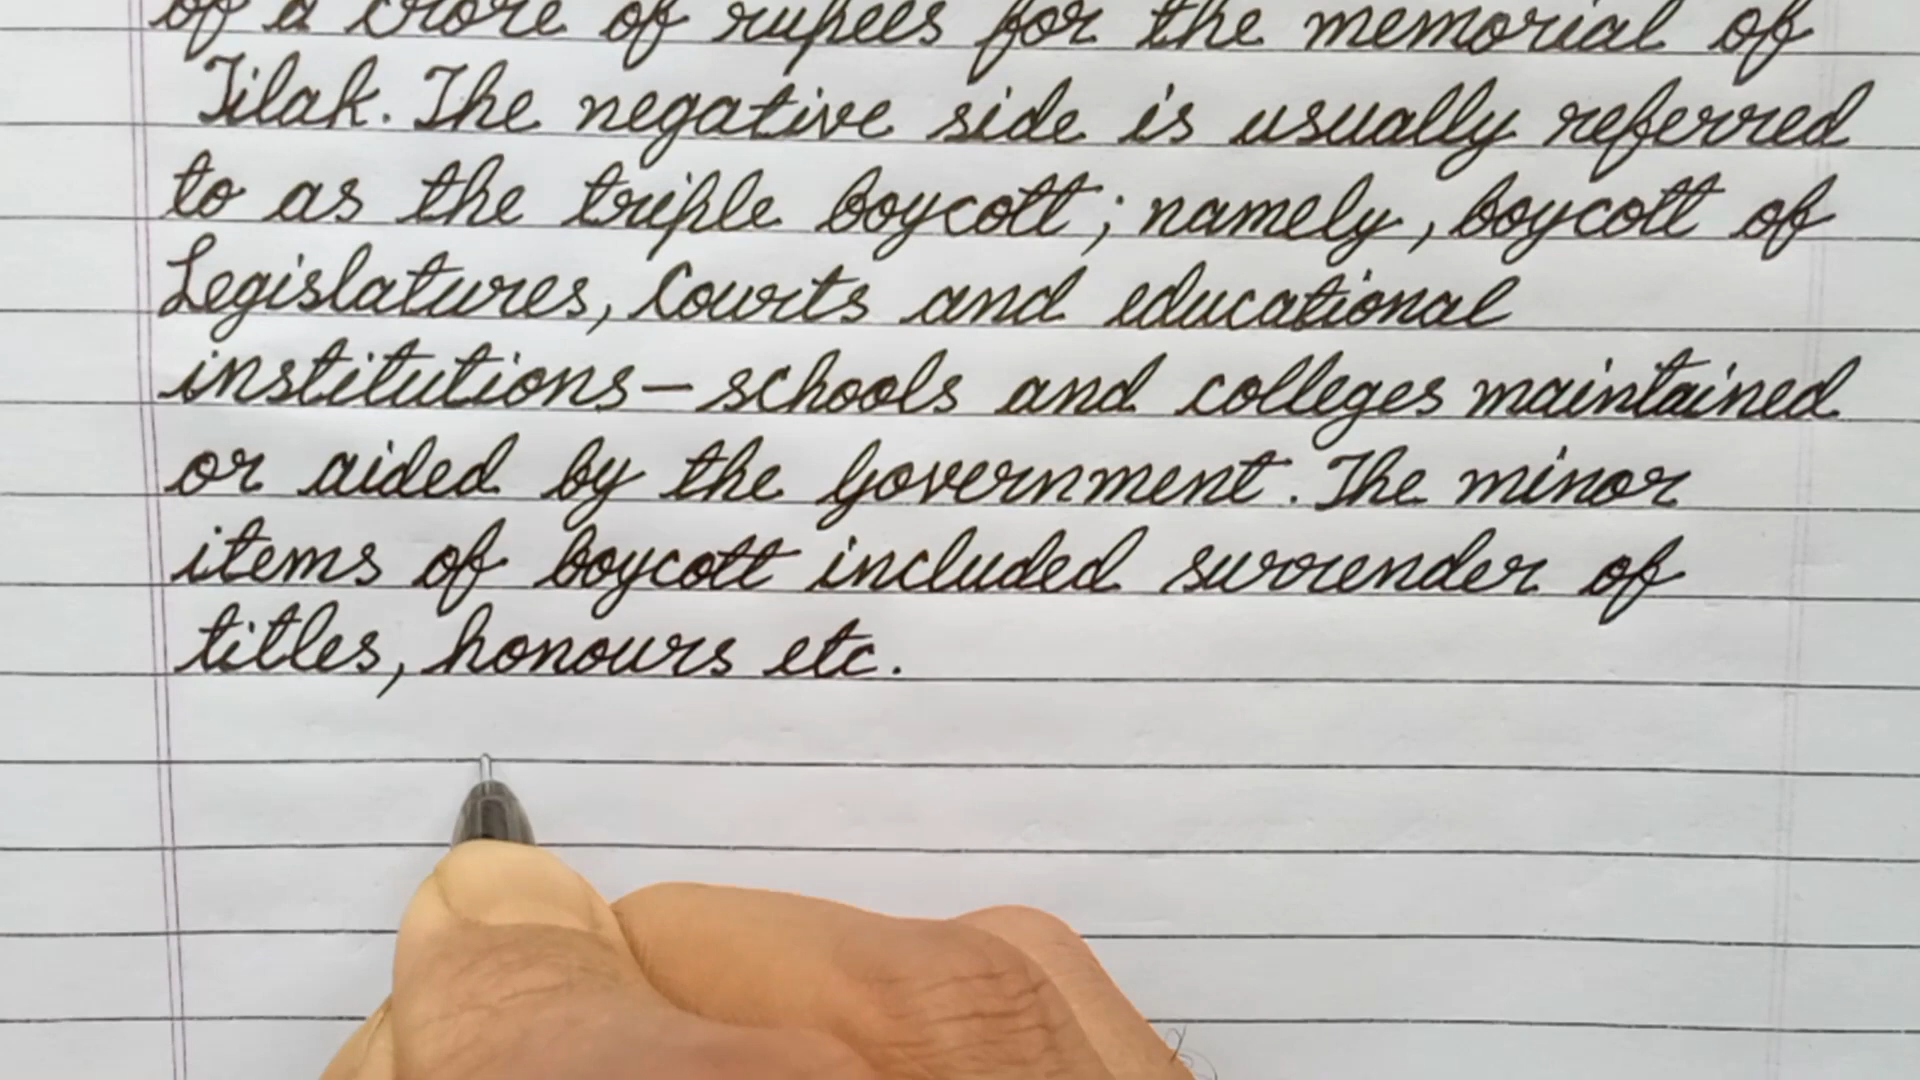 of a crore of rupees for the memorial of
Tilak. The negative side is usually referred
to as the triple boycott; namely, boycott of
Legislatures, Courts and educational
institutions—schools and colleges maintained
or aided by the Government. The minor
items of boycott included surrender of
titles, honours etc.